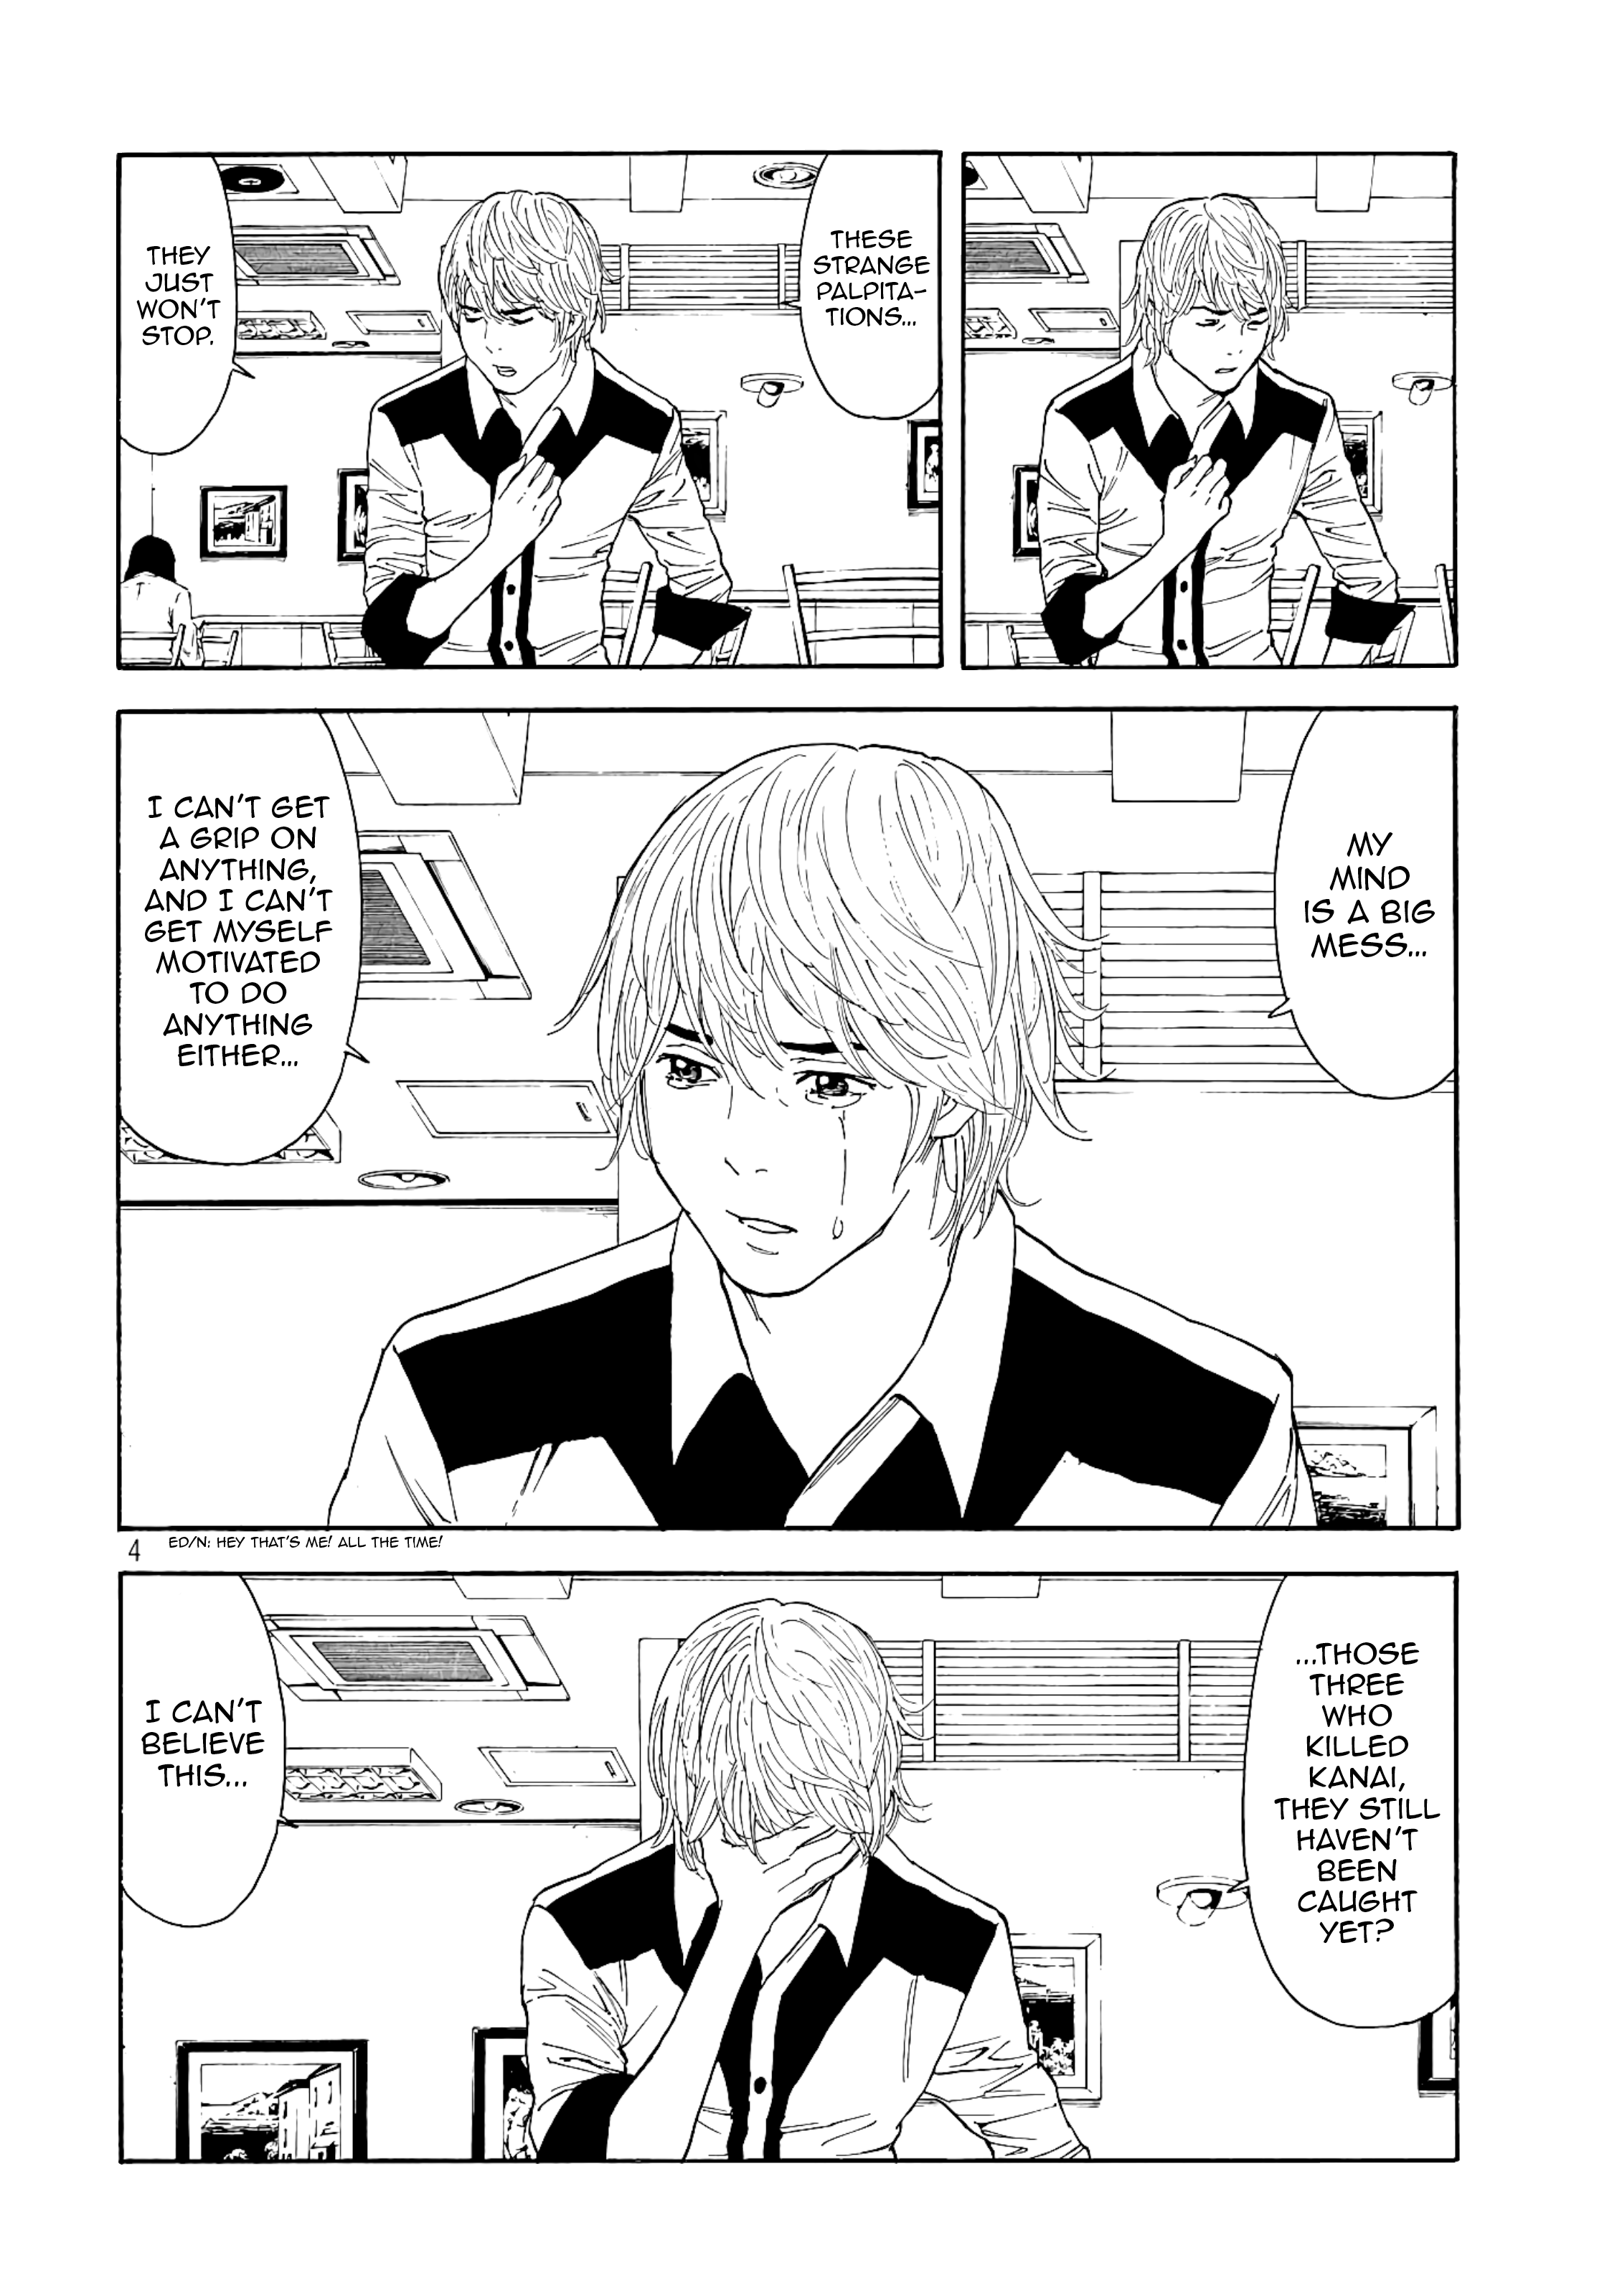 THESE
STRANGE
PALPITA-
TIONS...
THEY
JUST
WON'T
STOP.
MY
MIND
IS A BIG
MESS...
I CAN'T GET
A GRIP ON
ANYTHING,
AND I CAN'T
GET MYSELF
MOTIVATED
TO DO
ANYTHING
EITHER...
4
ED/N: HEY THAT'S ME! ALL THE TIME!
...THOSE
THREE
WHO
KILLED
KANAI,
THEY STILL
HAVEN'T
BEEN
CAUGHT
YET?
I CAN'T
BELIEVE
THIS...